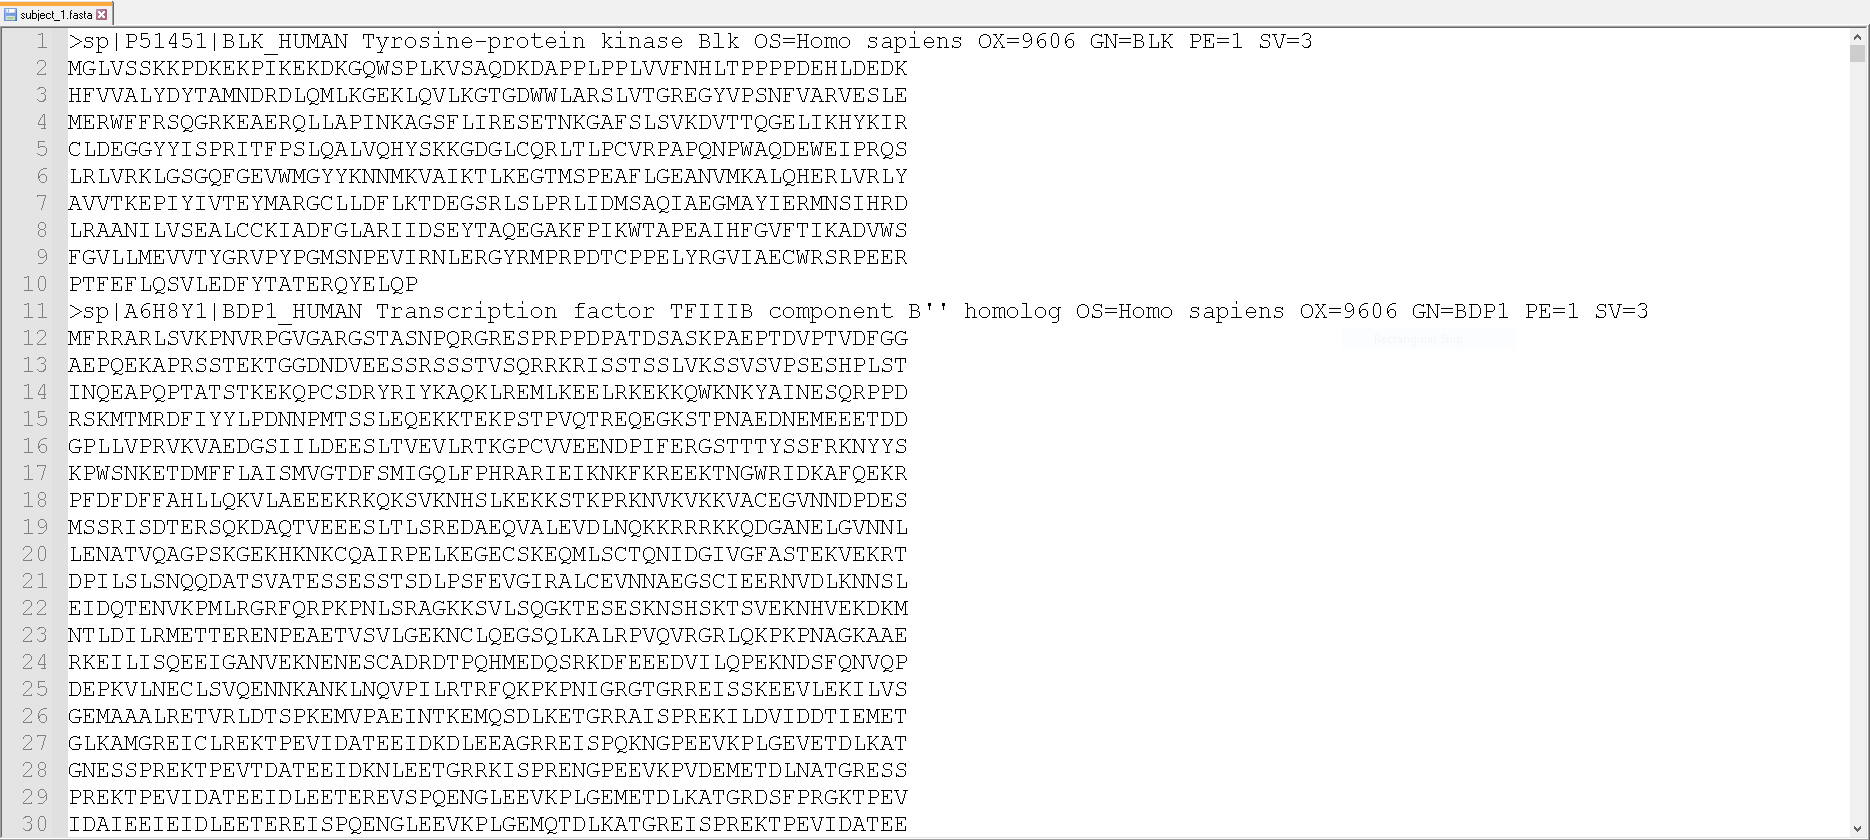 subject_1.fasta
1 >sp|P51451|BLK_HUMAN Tyrosine-protein kinase Blk OS=Homo sapiens OX=9606 GN=BLK PE=1 SV=3
2 MGLVSSKKPDKEKPIKEKDKGQWSPLKVSAQDKDAPPLPPLVVFNHLTPPPPDEHLDEDK
3 HFVVALYDYTAMNDRDLQMLKGEKLQVLKGTGDWWLARSLVTGREGYVPSNFVARVESLE
4 MERWFFRSQGRKEAERQLLAPINKAGSFLIRESETNKGAFSLSVKDVTTQGELIKHYKIR
5 CLDEGGYYISPRITFPSLQALVQHYSKKGDGLCQRLTLPCVRPAPQNPWAQDEWEIPRQS
6 LRLVRKLGSGQFGEVWMGYYKNNMKVAIKTLKEGTMSPEAFLGEANVMKALQHERLVRLY
7 AVVTKEPIYIVTEYMARGCLLDFLKTDEGSRLSLPRLIDMSAQIAEGMAYIERMNSIHRD
8 LRAANILVSEALCCKIADFGLARIIDSEYTAQEGAKFPIKWTAPEAIHFGVFTIKADVWS
9 FGVLLMEVVTYGRVPYPGMSNPEVIRNLERGYRMPRPDTCPPELYRGVIAECWRSRPEER
10 PTFEFLQSVLEDFYTATERQYELQP
11 >sp|A6H8Y1|BDP1_HUMAN Transcription factor TFIIIB component B'' homolog OS=Homo sapiens OX=9606 GN=BDP1 PE=1 SV=3
12 MFRRARLSVKPNVRPGVGARGSTASNPQRGRESPRPPDPATDSASKPAEPTDVPTVDFGG
13 AEPQEKAPRSSTEKTGGDNDVEESSRSSSTVSQRRKRISSTSSLVKSSVSVPSESHPLST
14 INQEAPQPTATSTKEKQPCSDRYRIYKAQKLREMLKEELRKEKKQWKNKYAINESQRPPD
15 RSKMTMRDFIYYLPDNNPMTSSLEQEKKTEKPSTPVQTREQEGKSTPNAEDNEMEEETDD
16 GPLLVPRVKVAEDGSIILDEESLTVEVLRTKGPCVVEENDPIFERGSTTTYSSFRKNYYS
17 KPWSNKETDMFFLAISMVGTDFSMIGQLFPHRARIEIKNKFKREEKTNGWRIDKAFQEKR
18 PFDFDFFAHLLQKVLAEEEKRKQKSVKNHSLKEKKSTKPRKNVKVKKVACEGVNNDPDES
19 MSSRISDTERSQKDAQTVEEESLTLSREDAEQVALEVDLNQKKRRRKKQDGANELGVNNL
20 LENATVQAGPSKGEKHKNKCQAIRPELKEGECSKEQMLSCTQNIDGIVGFASTEKVEKRT
21 DPILSLSNQQDATSVATESSESSTSDLPSFEVGIRALCEVNNAEGSCIEERNVDLKNNSL
22 EIDQTENVKPMLRGRFQRPKPNLSRAGKKSVLSQGKTESESKNSHSKTSVEKNHVEKDKM
23 NTLDILRMETTERENPEAETVSVLGEKNCLQEGSQLKALRPVQVRGRLQKPKPNAGKAAE
24 RKEILISQEEIGANVEKNENESCADRDTPQHMEDQSRKDFEEEDVILQPEKNDSFQNVQP
25 DEPKVLNECLSVQENNKANKLNQVPILRTRFQKPKPNIGRGTGRREISSKEEVLEKILVS
26 GEMAAALRETVRLDTSPKEMVPAEINTKEMQSDLKETGRRAISPREKILDVIDDTIEMET
27 GLKAMGREICLREKTPEVIDATEEIDKDLEEAGRREISPQKNGPEEVKPLGEVETDLKAT
28 GNESSPREKTPEVTDATEEIDKNLEETGRRKISPRENGPEEVKPVDEMETDLNATGRESS
29 PREKTPEVIDATEEIDLEETEREVSPQENGLEEVKPLGEMETDLKATGRDSFPRGKTPEV
30 IDAIEEIEIDLEETEREISPQENGLEEVKPLGEMQTDLKATGREISPREKTPEVIDATEE